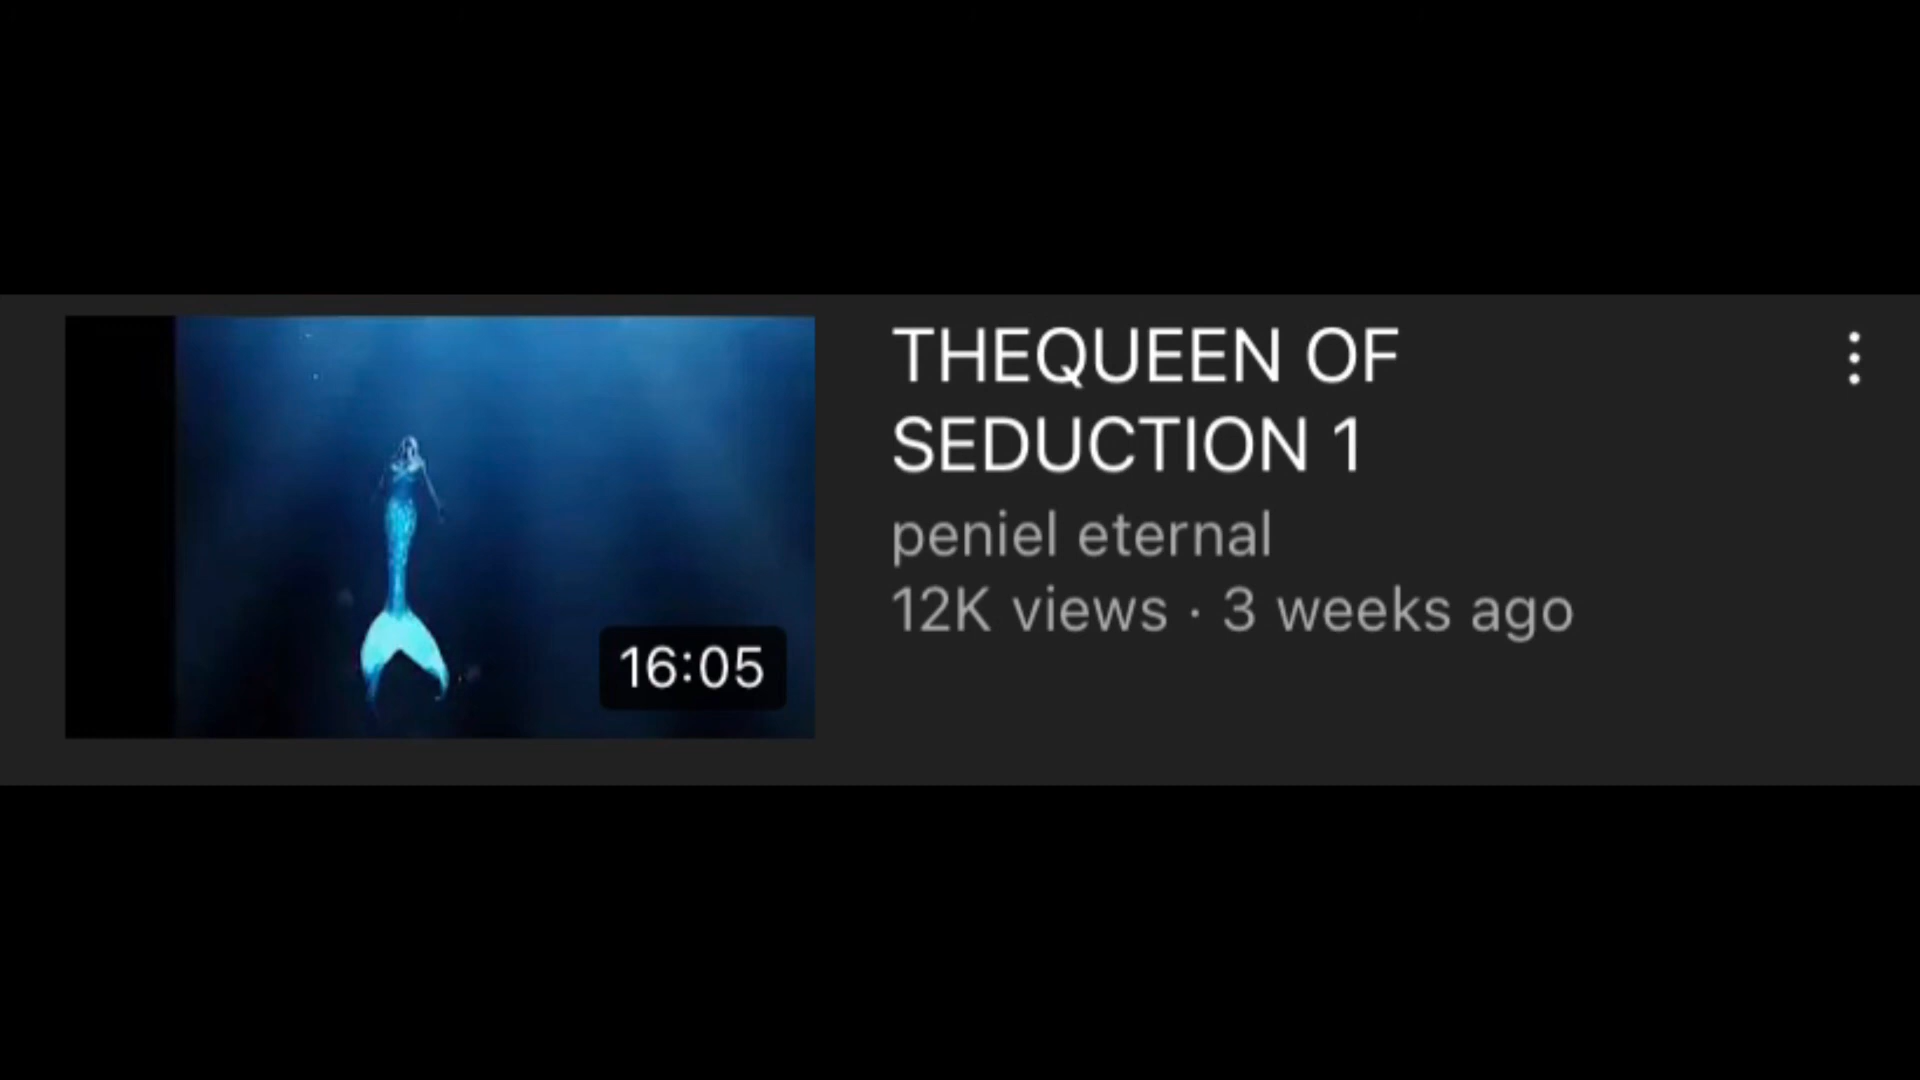 THEQUEEN OF
SEDUCTION 1
peniel eternal
12K views · 3 weeks ago
16:05